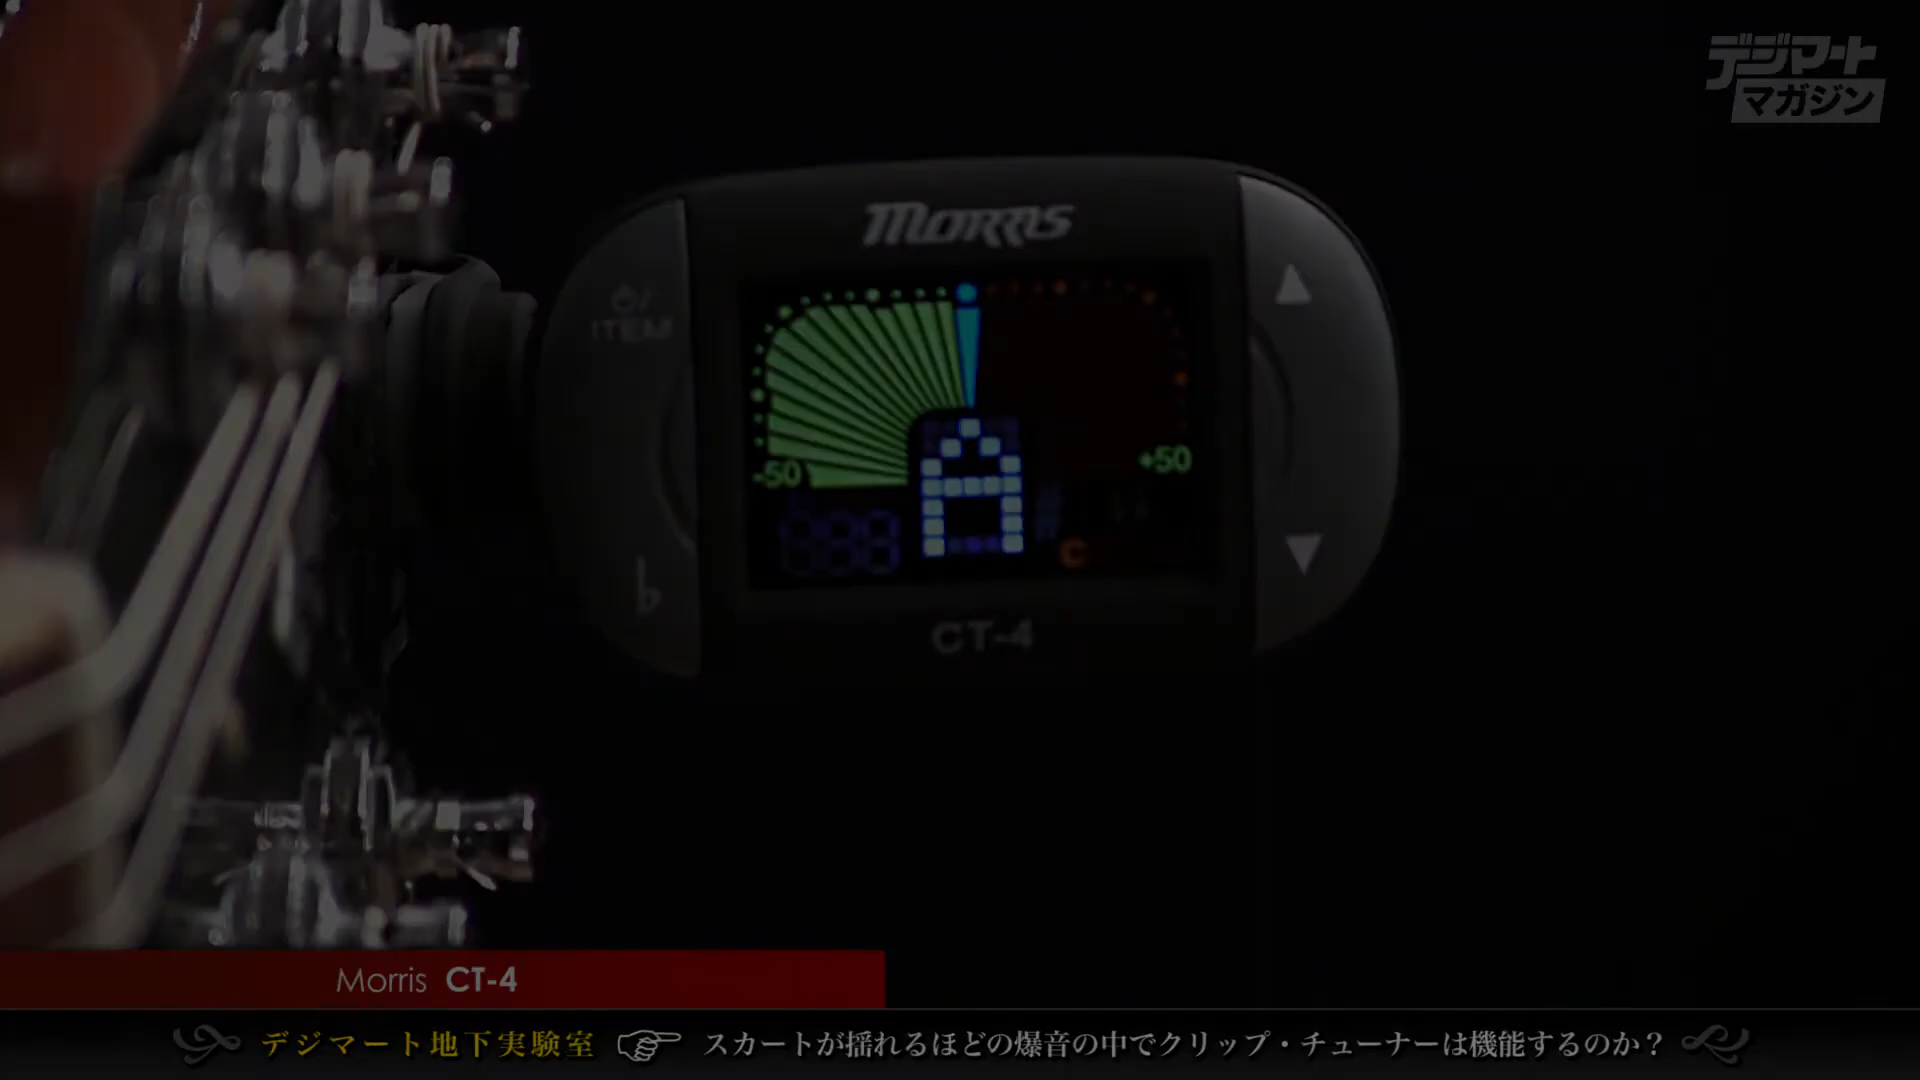 デジマート
マガジン
MORRIS
ITEM
♭
-50
+50
A
C
CT-4
Morris CT-4
デジマート地下実験室 スカートが揺れるほどの爆音の中でクリップ・チューナーは機能するのか？